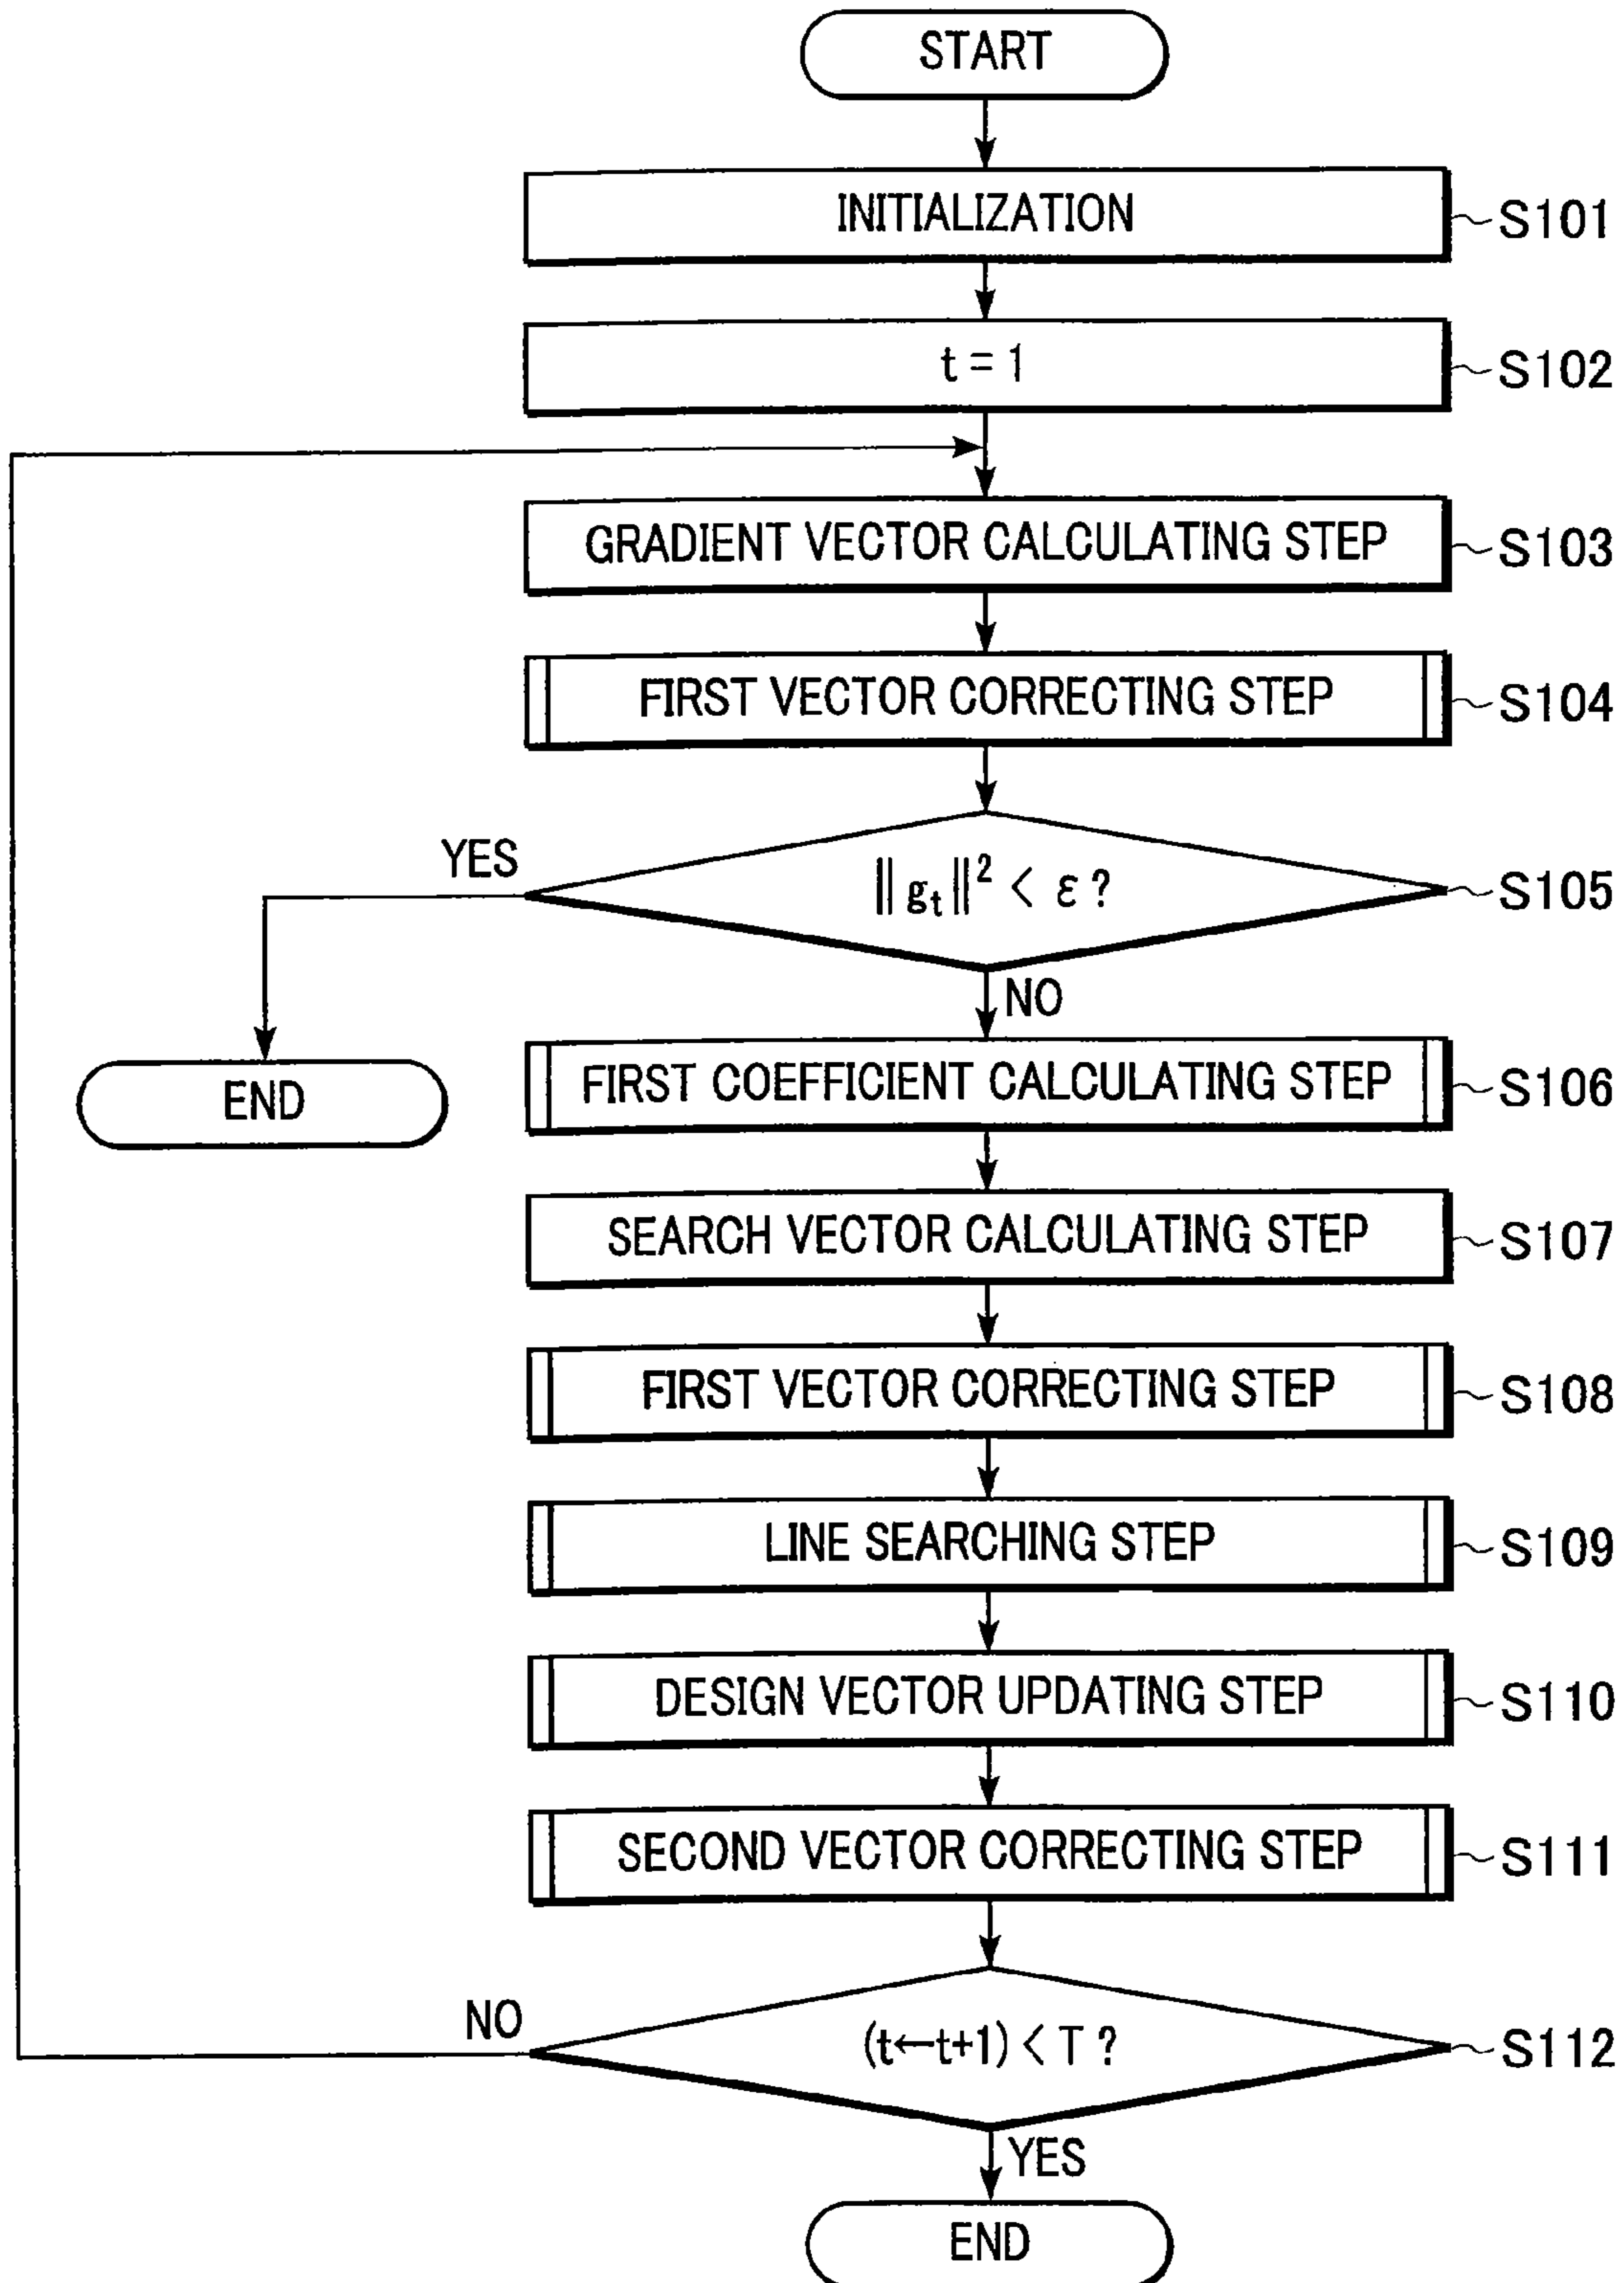 START
INITIALIZATION
S101
t = 1
S102
GRADIENT VECTOR CALCULATING STEP
S103
FIRST VECTOR CORRECTING STEP
S104
YES
‖ g_t ‖² < ε ?
S105
NO
END
FIRST COEFFICIENT CALCULATING STEP
S106
SEARCH VECTOR CALCULATING STEP
S107
FIRST VECTOR CORRECTING STEP
S108
LINE SEARCHING STEP
S109
DESIGN VECTOR UPDATING STEP
S110
SECOND VECTOR CORRECTING STEP
S111
NO
(t←t+1) < T ?
S112
YES
END